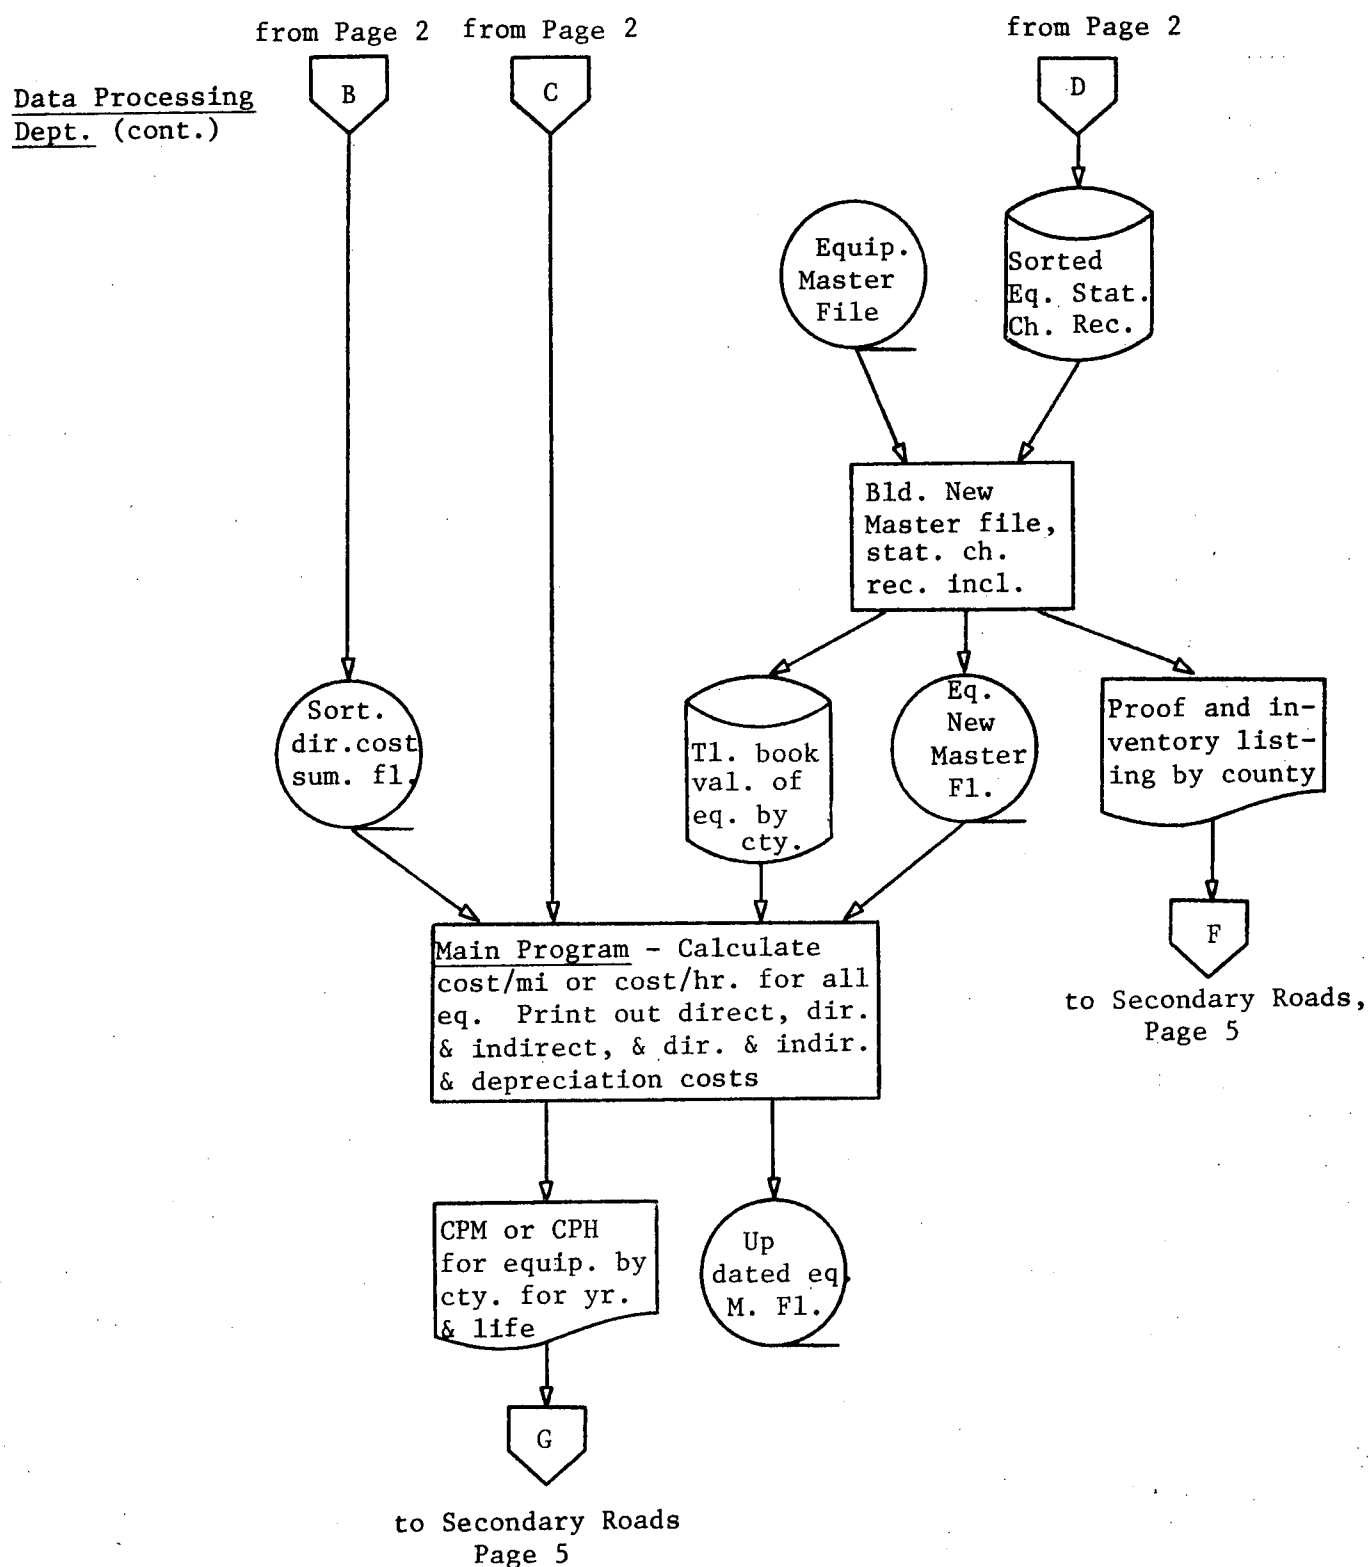 from Page 2
from Page 2
from Page 2
Data Processing
Dept. (cont.)
B
C
D
Equip.
Master
File
Sorted
Eq. Stat.
Ch. Rec.
Bld. New
Master file,
stat. ch.
rec. incl.
Sort.
dir.cost
sum. fl.
Tl. book
val. of
eq. by
cty.
Eq.
New
Master
Fl.
Proof and in-
ventory list-
ing by county
F
to Secondary Roads,
Page 5
Main Program - Calculate
cost/mi or cost/hr. for all
eq. Print out direct, dir.
& indirect, & dir. & indir.
& depreciation costs
CPM or CPH
for equip. by
cty. for yr.
& life
Up
dated eq.
M. Fl.
G
to Secondary Roads
Page 5